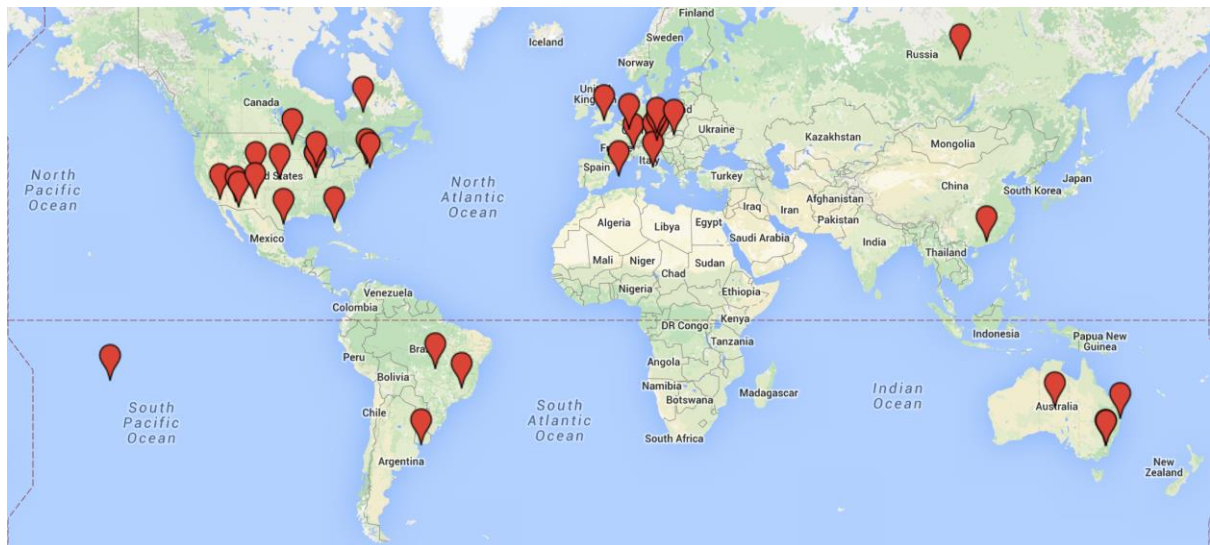 Finland
Iceland
Sweden
Russia
Norway
Canada
United
Kingdom
Ukraine
Kazakhstan
Mongolia
North
Pacific
Ocean
North
Atlantic
Ocean
Spain
Italy
Turkey
China
South Korea
Japan
Afghanistan
Iraq
Iran
Pakistan
Algeria
Libya
Egypt
Saudi Arabia
India
Thailand
Mexico
Mali
Niger
Chad
Sudan
Nigeria
Ethiopia
Venezuela
Colombia
DR Congo
Kenya
Tanzania
Indonesia
Papua New
Guinea
Peru
Bolivia
Angola
Namibia
Botswana
Madagascar
Indian
Ocean
Australia
South
Pacific
Ocean
Chile
South
Atlantic
Ocean
South Africa
Argentina
New
Zealand